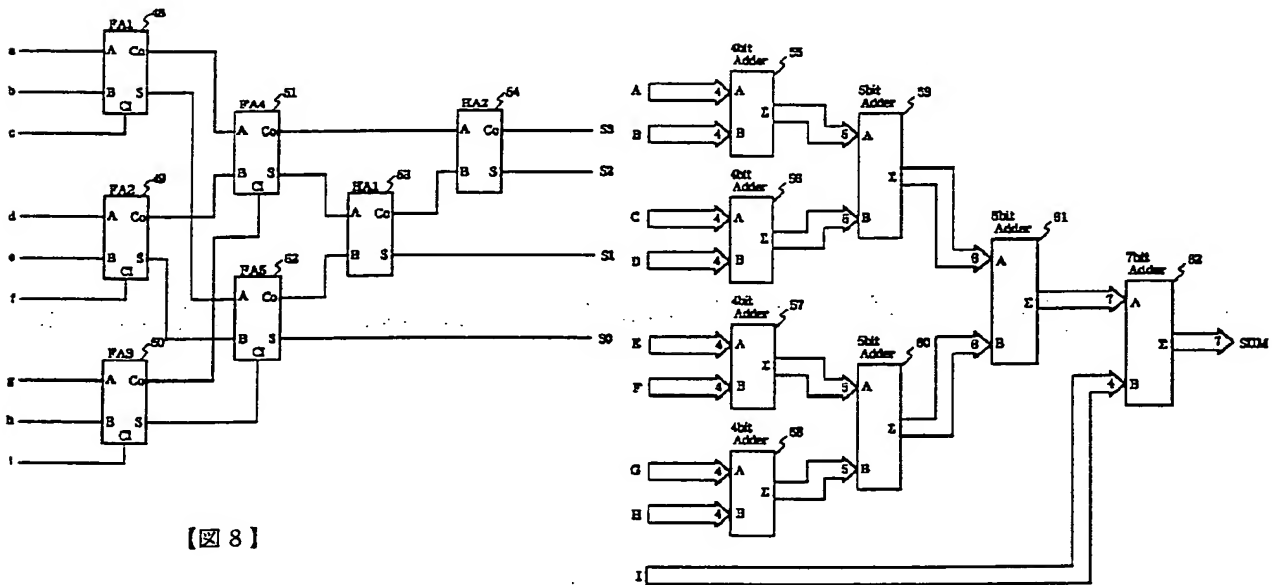 FA1
48
a
A
Co
b
B
S
CI
c
FA2
49
d
A
Co
e
B
S
CI
f
FA3
50
g
A
Co
h
B
S
CI
i
FA4
51
A
Co
B
S
CI
FA5
52
A
Co
B
S
CI
HA1
53
A
Co
B
S
HA2
54
A
Co
B
S
S3
S2
S1
S0
【図8】
4bit
Adder
55
A
4
A
Σ
B
4
B
4bit
Adder
56
C
4
A
Σ
D
4
B
4bit
Adder
57
E
4
A
Σ
F
4
B
4bit
Adder
58
G
4
A
Σ
H
4
B
5bit
Adder
59
5
A
Σ
5
B
5bit
Adder
60
5
A
Σ
5
B
6bit
Adder
61
6
A
Σ
6
B
7bit
Adder
62
7
A
Σ
4
B
7
SUM
I